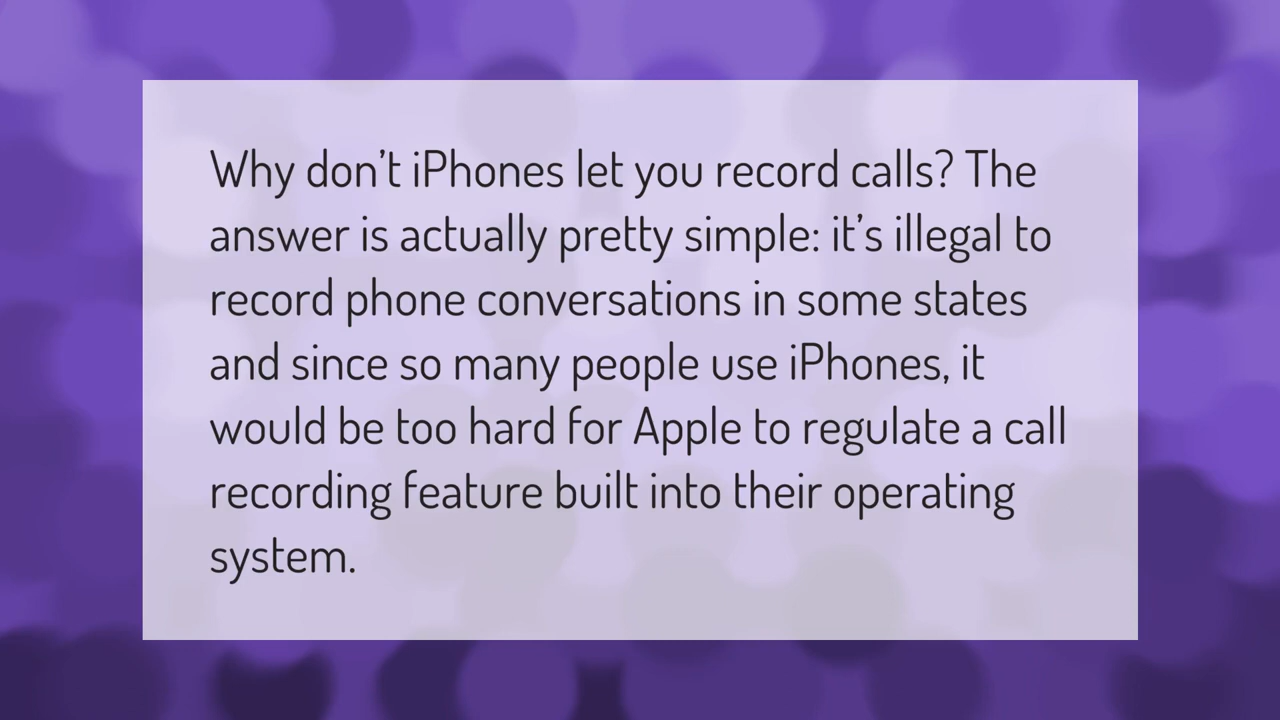 Why don’t iPhones let you record calls? The
answer is actually pretty simple: it’s illegal to
record phone conversations in some states
and since so many people use iPhones, it
would be too hard for Apple to regulate a call
recording feature built into their operating
system.